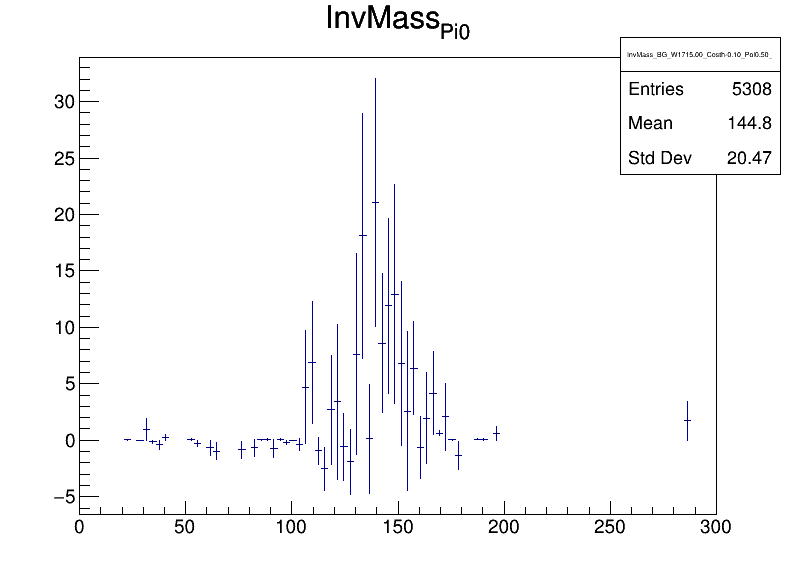 InvMass_Pi0
InvMass_BG_W1715.00_Costh-0.10_Pol0.50_
Entries 5308
Mean 144.8
Std Dev 20.47
30
25
20
15
10
5
0
−5
0 50 100 150 200 250 300